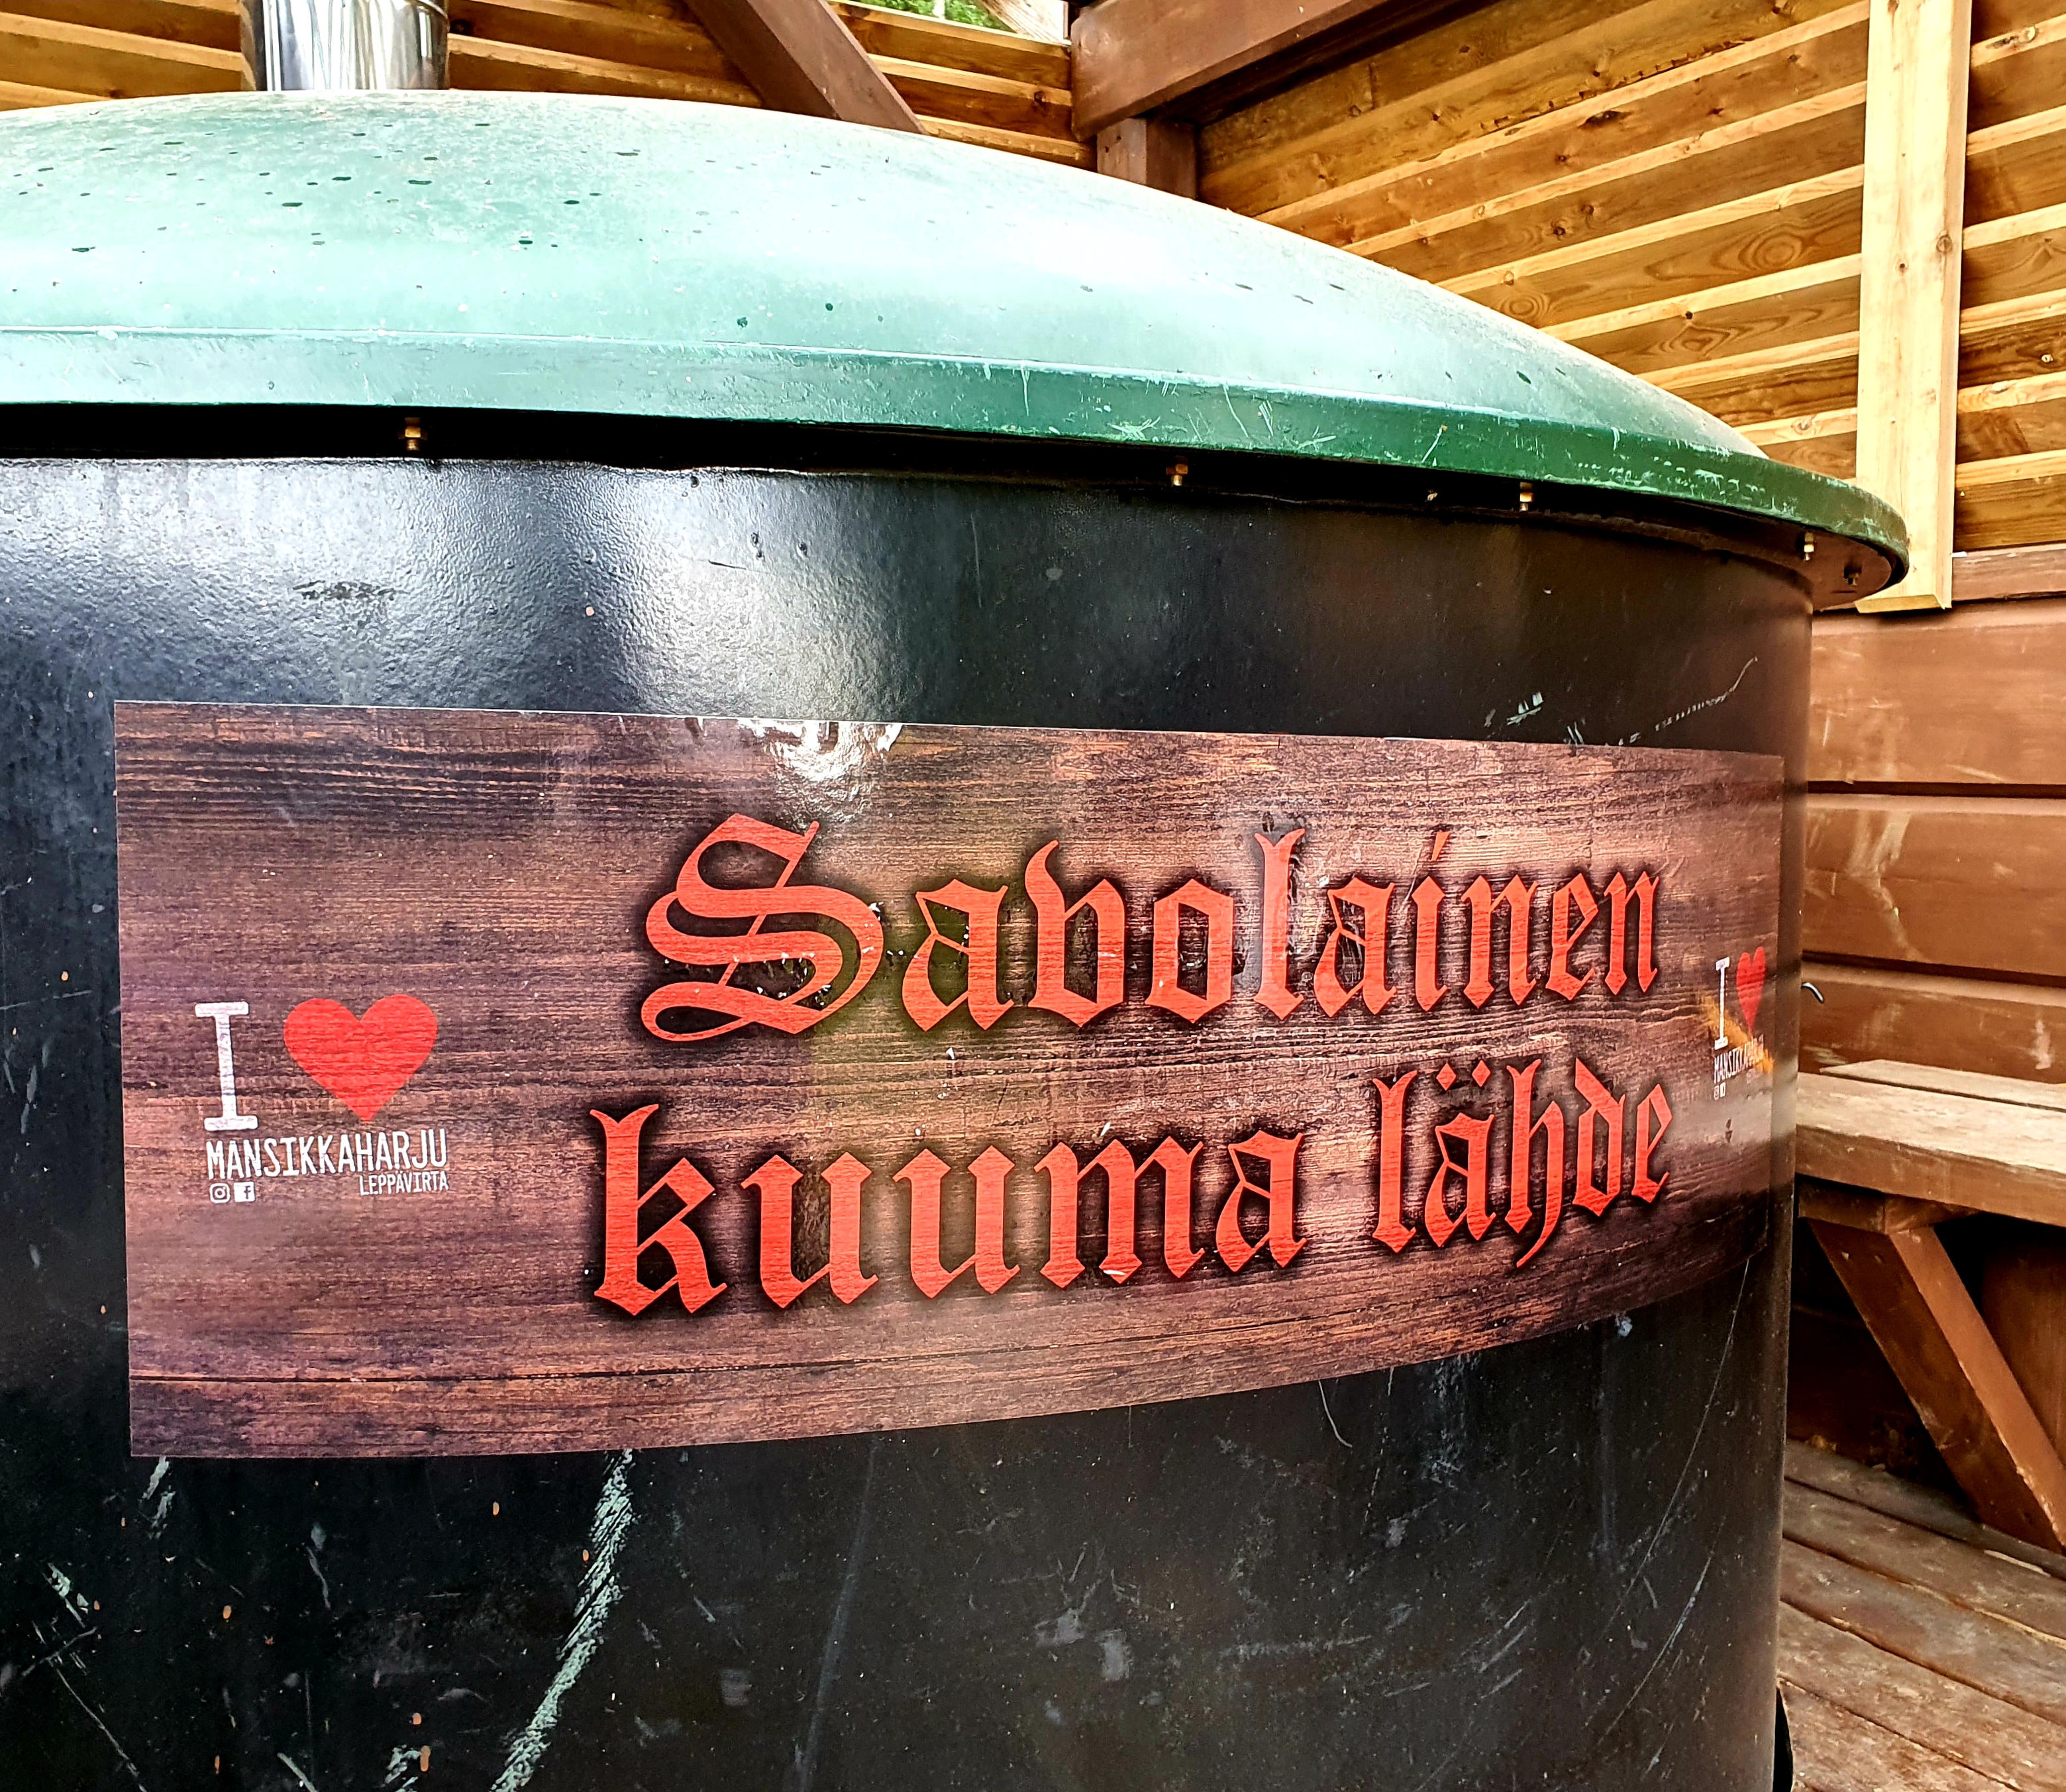 Savolainen
kuuma lähde
I
MANSIKKAHARJU
LEPPÄVIRTA
I
MANSIKKAHARJU